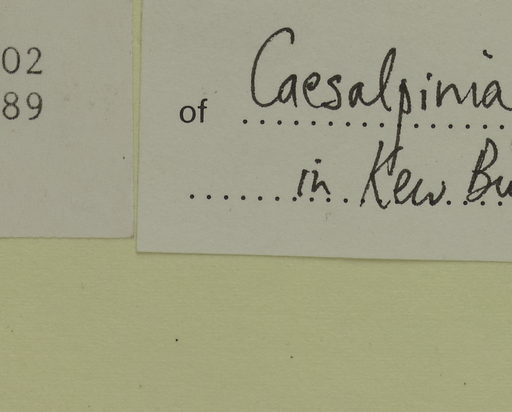 02
89
of Caesalpinia
in Kew Bu